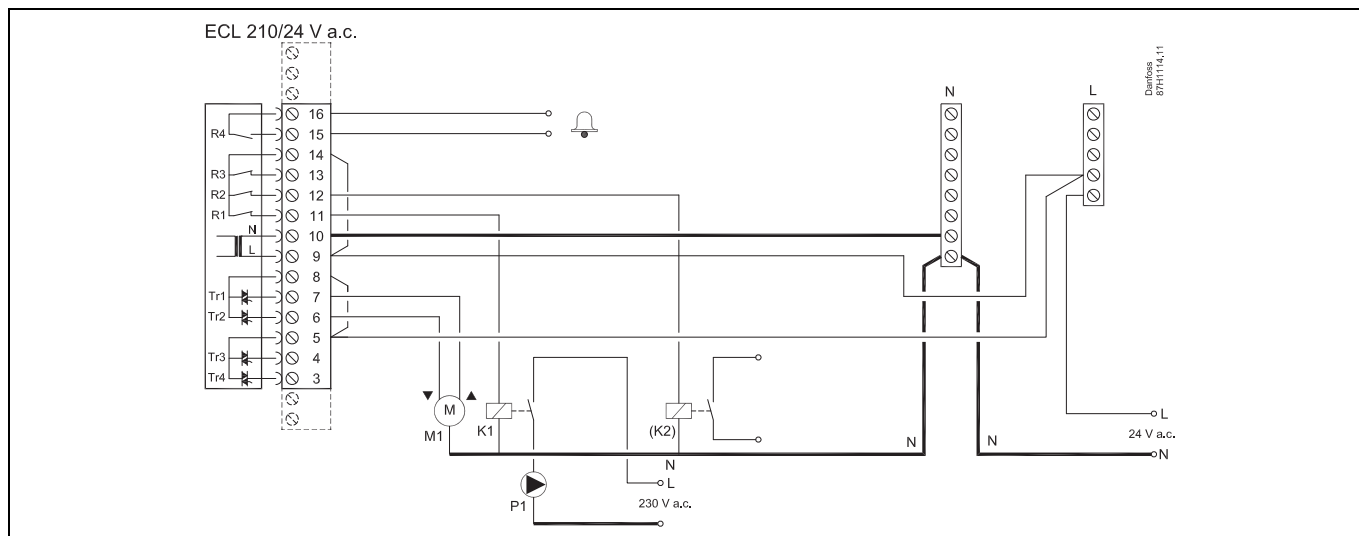 ECL 210/24 V a.c.
Danfoss
87H1114.11
N
L
16
R4
15
14
R3
13
R2
12
R1
11
N
10
L
9
8
Tr1
7
Tr2
6
5
Tr3
4
Tr4
3
M
M1
K1
(K2)
N
N
L
24 V a.c.
N
N
L
P1
230 V a.c.